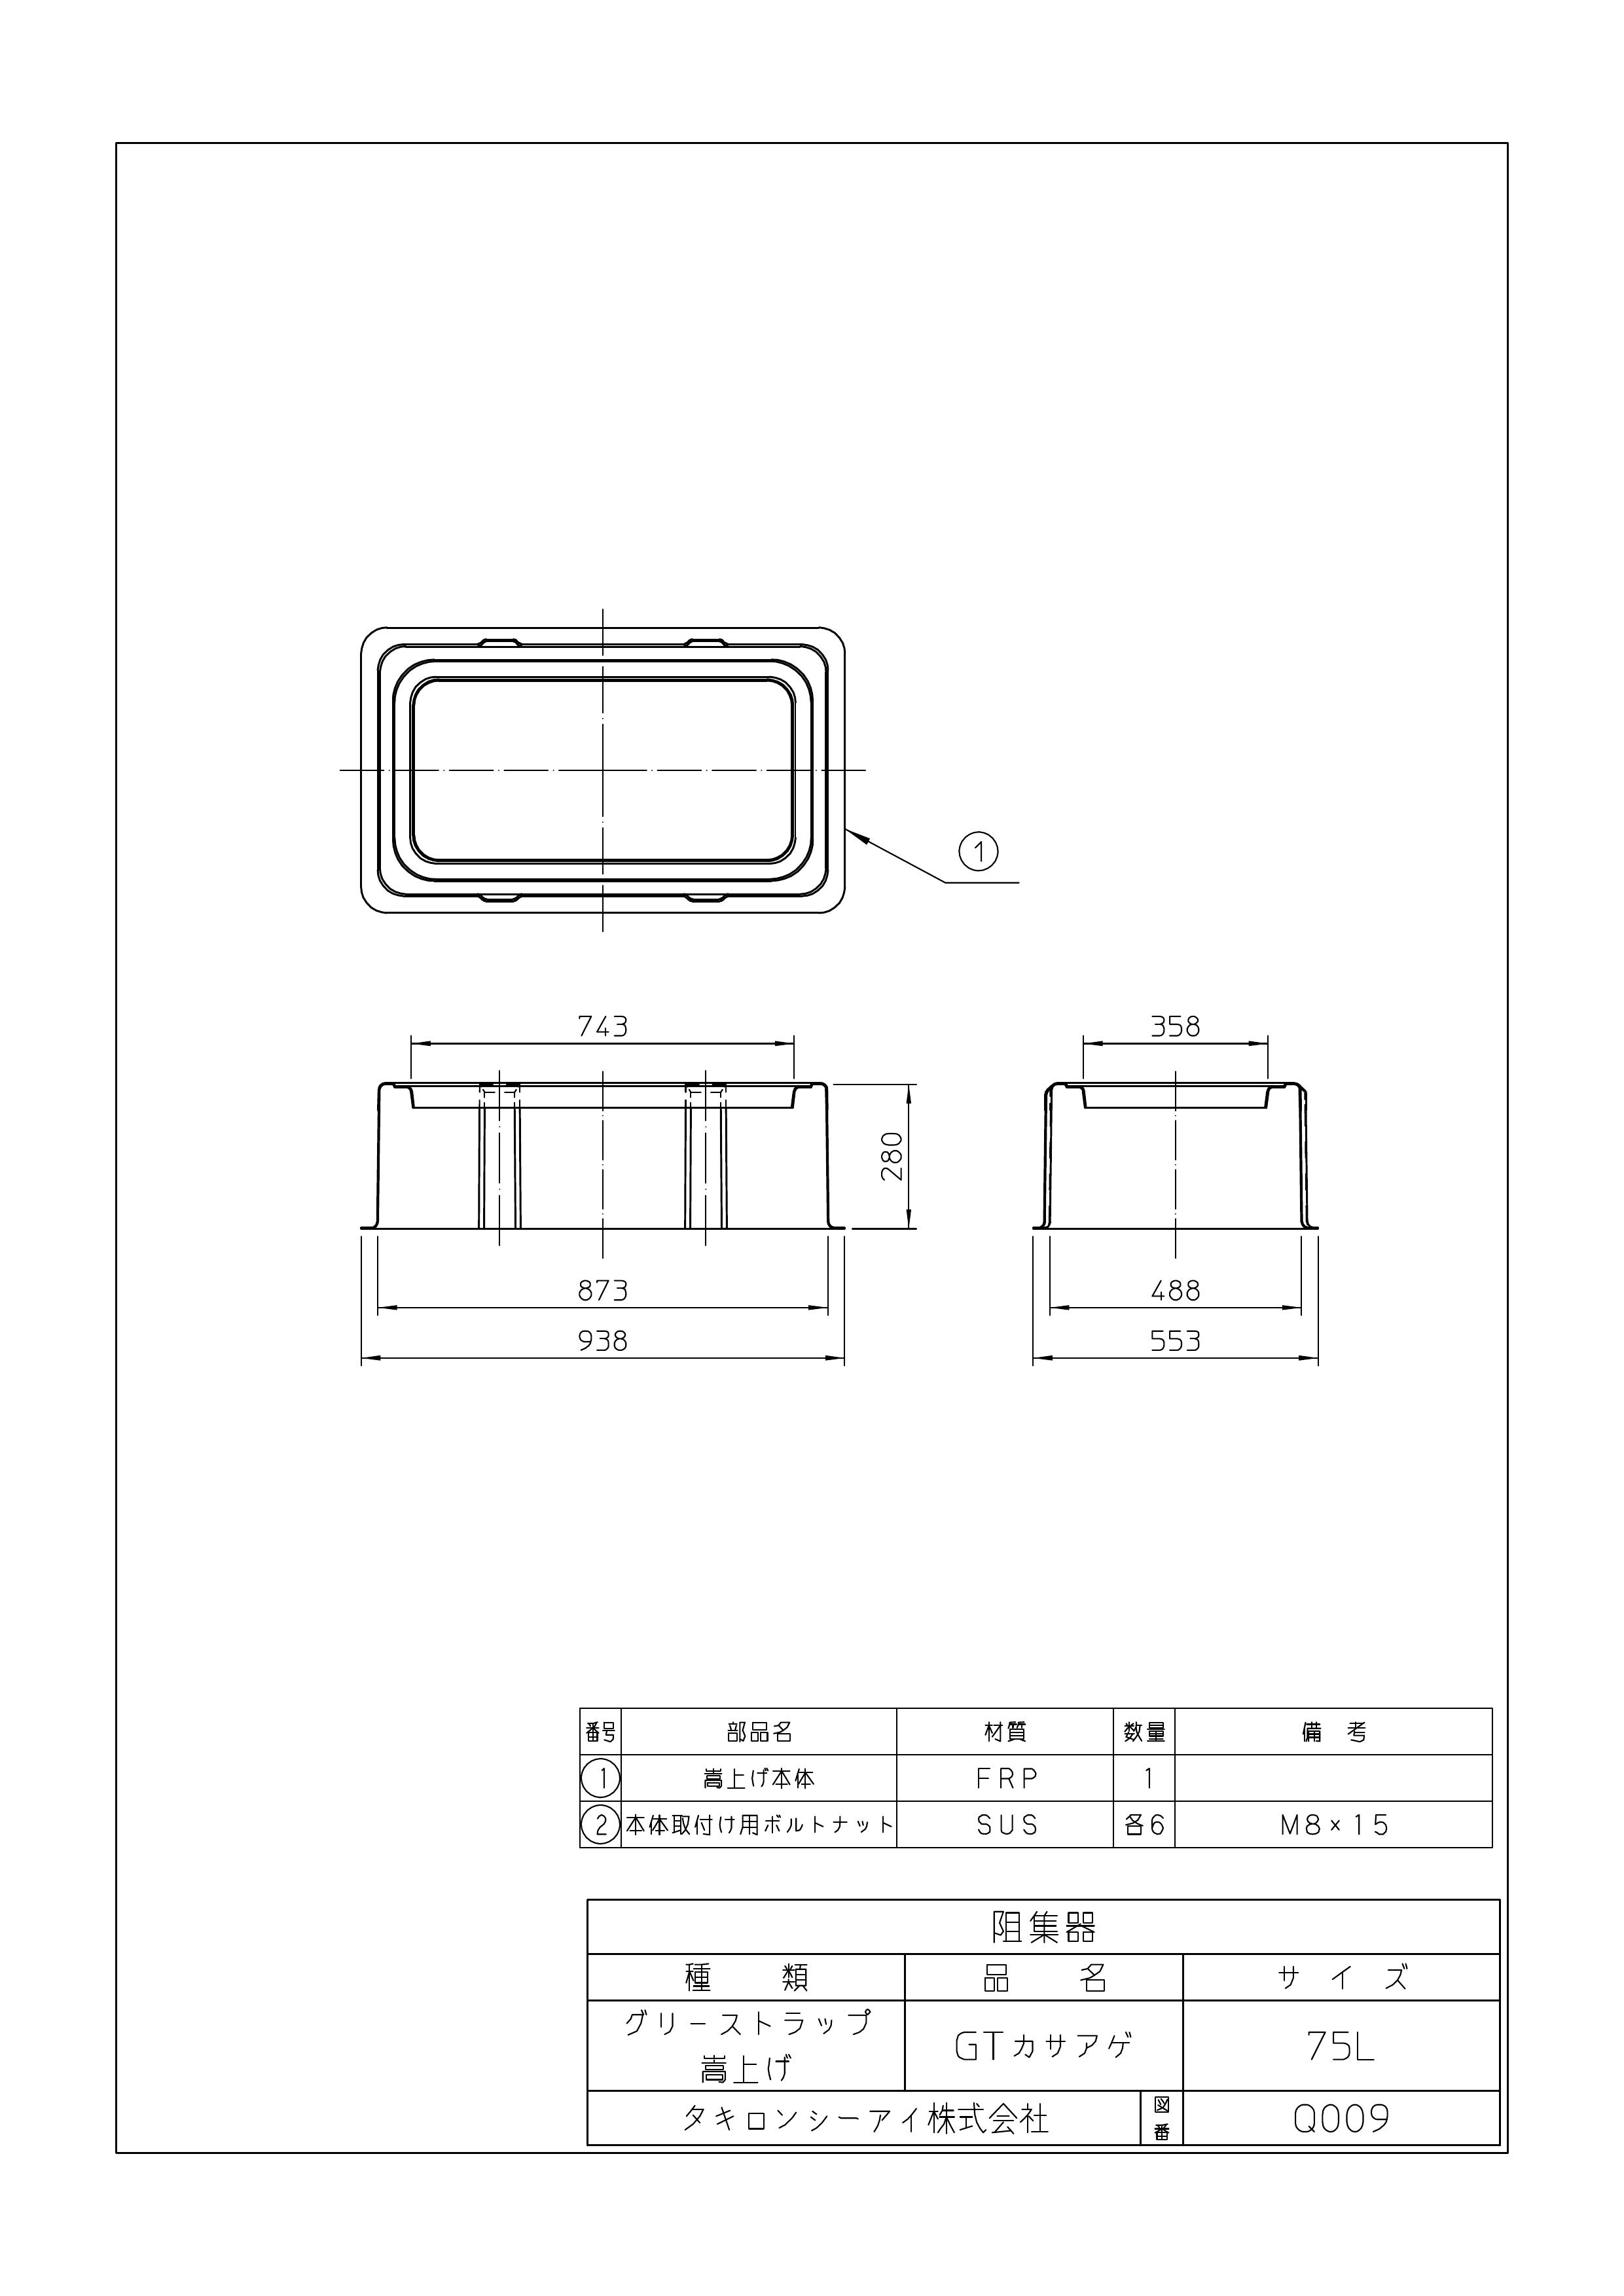 1
743
358
280
873
488
938
553
番号 部品名 材質 数量 備 考
1 嵩上げ本体 FRP 1
2 本体取付け用ボルトナット SUS 各6 M8×15
阻集器
種 類 品 名 サ イ ズ
グリーストラップ
嵩上げ
GTカサアゲ 75L
タキロンシーアイ株式会社 図番 Q009